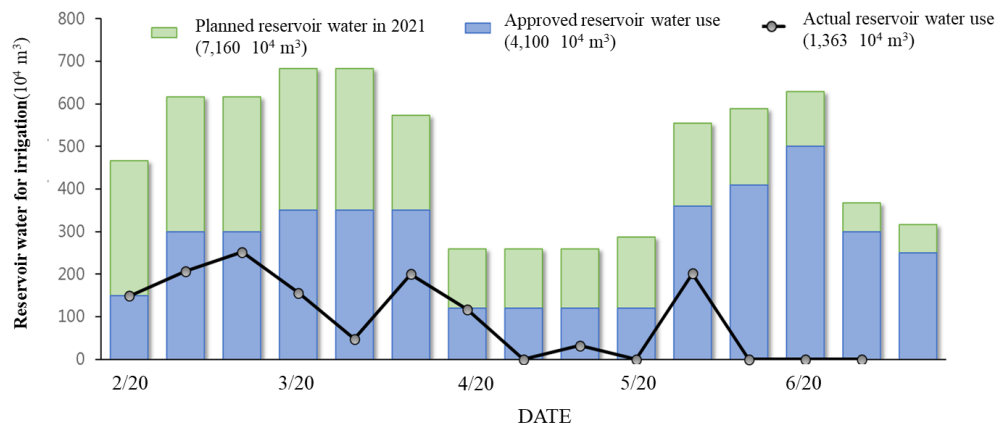 Planned reservoir water in 2021
(7,160 10⁴ m³)
Approved reservoir water use
(4,100 10⁴ m³)
Actual reservoir water use
(1,363 10⁴ m³)
Reservoir water for irrigation(10⁴ m³)
800
700
600
500
400
300
200
100
0
2/20 3/20 4/20 5/20 6/20
DATE